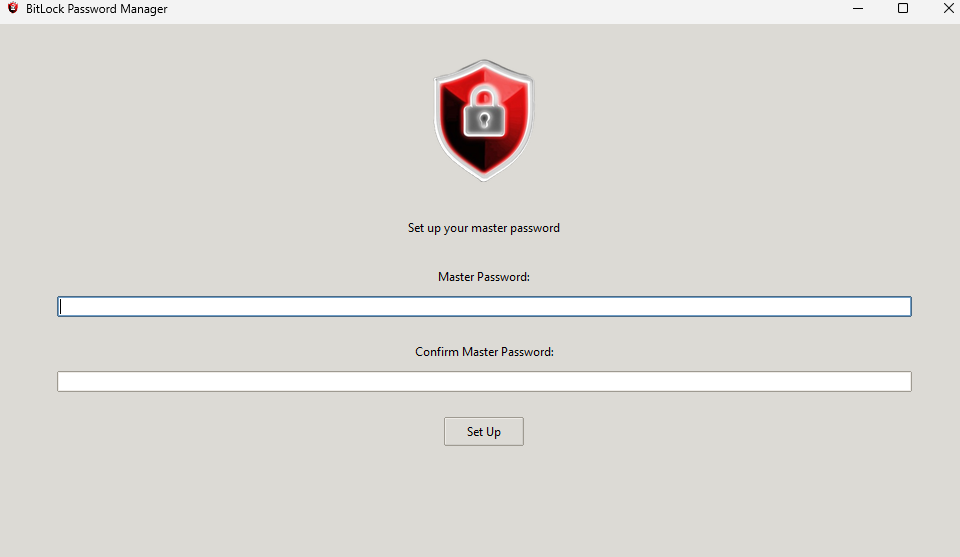 BitLock Password Manager
Set up your master password
Master Password:
Confirm Master Password:
Set Up